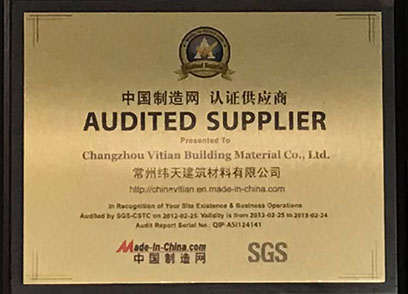 中国制造网 认证供应商
AUDITED SUPPLIER
Presented To
Changzhou Vitian Building Material Co., Ltd.
常州纬天建筑材料有限公司
http://chinavitian.en.made-in-china.com
In Recognition of Your Site Existence & Business Operations
Audited by SGS-CSTC on 2012-02-25. Validity is from 2012-02-25 to 2013-02-24
Audit Report Serial No.: QIP-ASI124141
Made-in-China.com
中国制造网
SGS